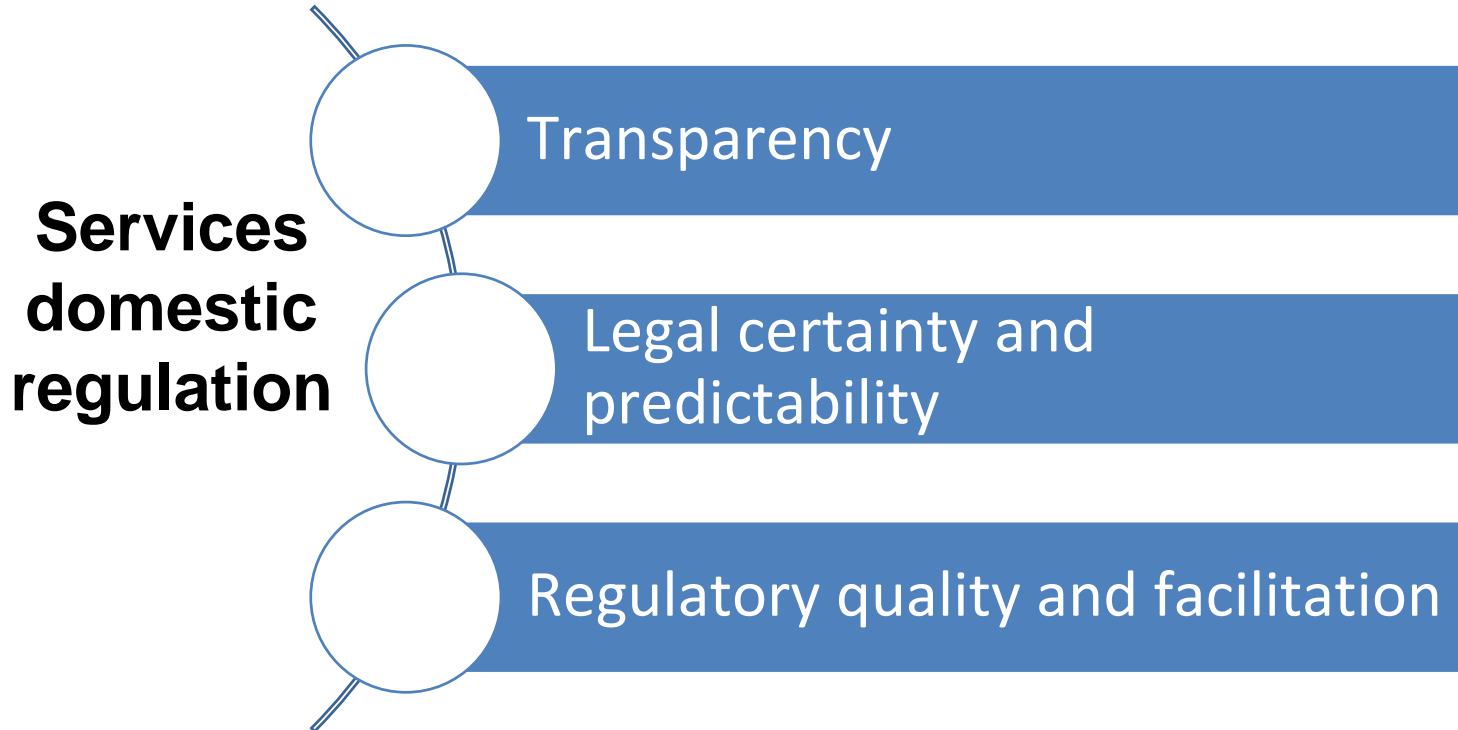 Services
domestic
regulation
Transparency
Legal certainty and
predictability
Regulatory quality and facilitation